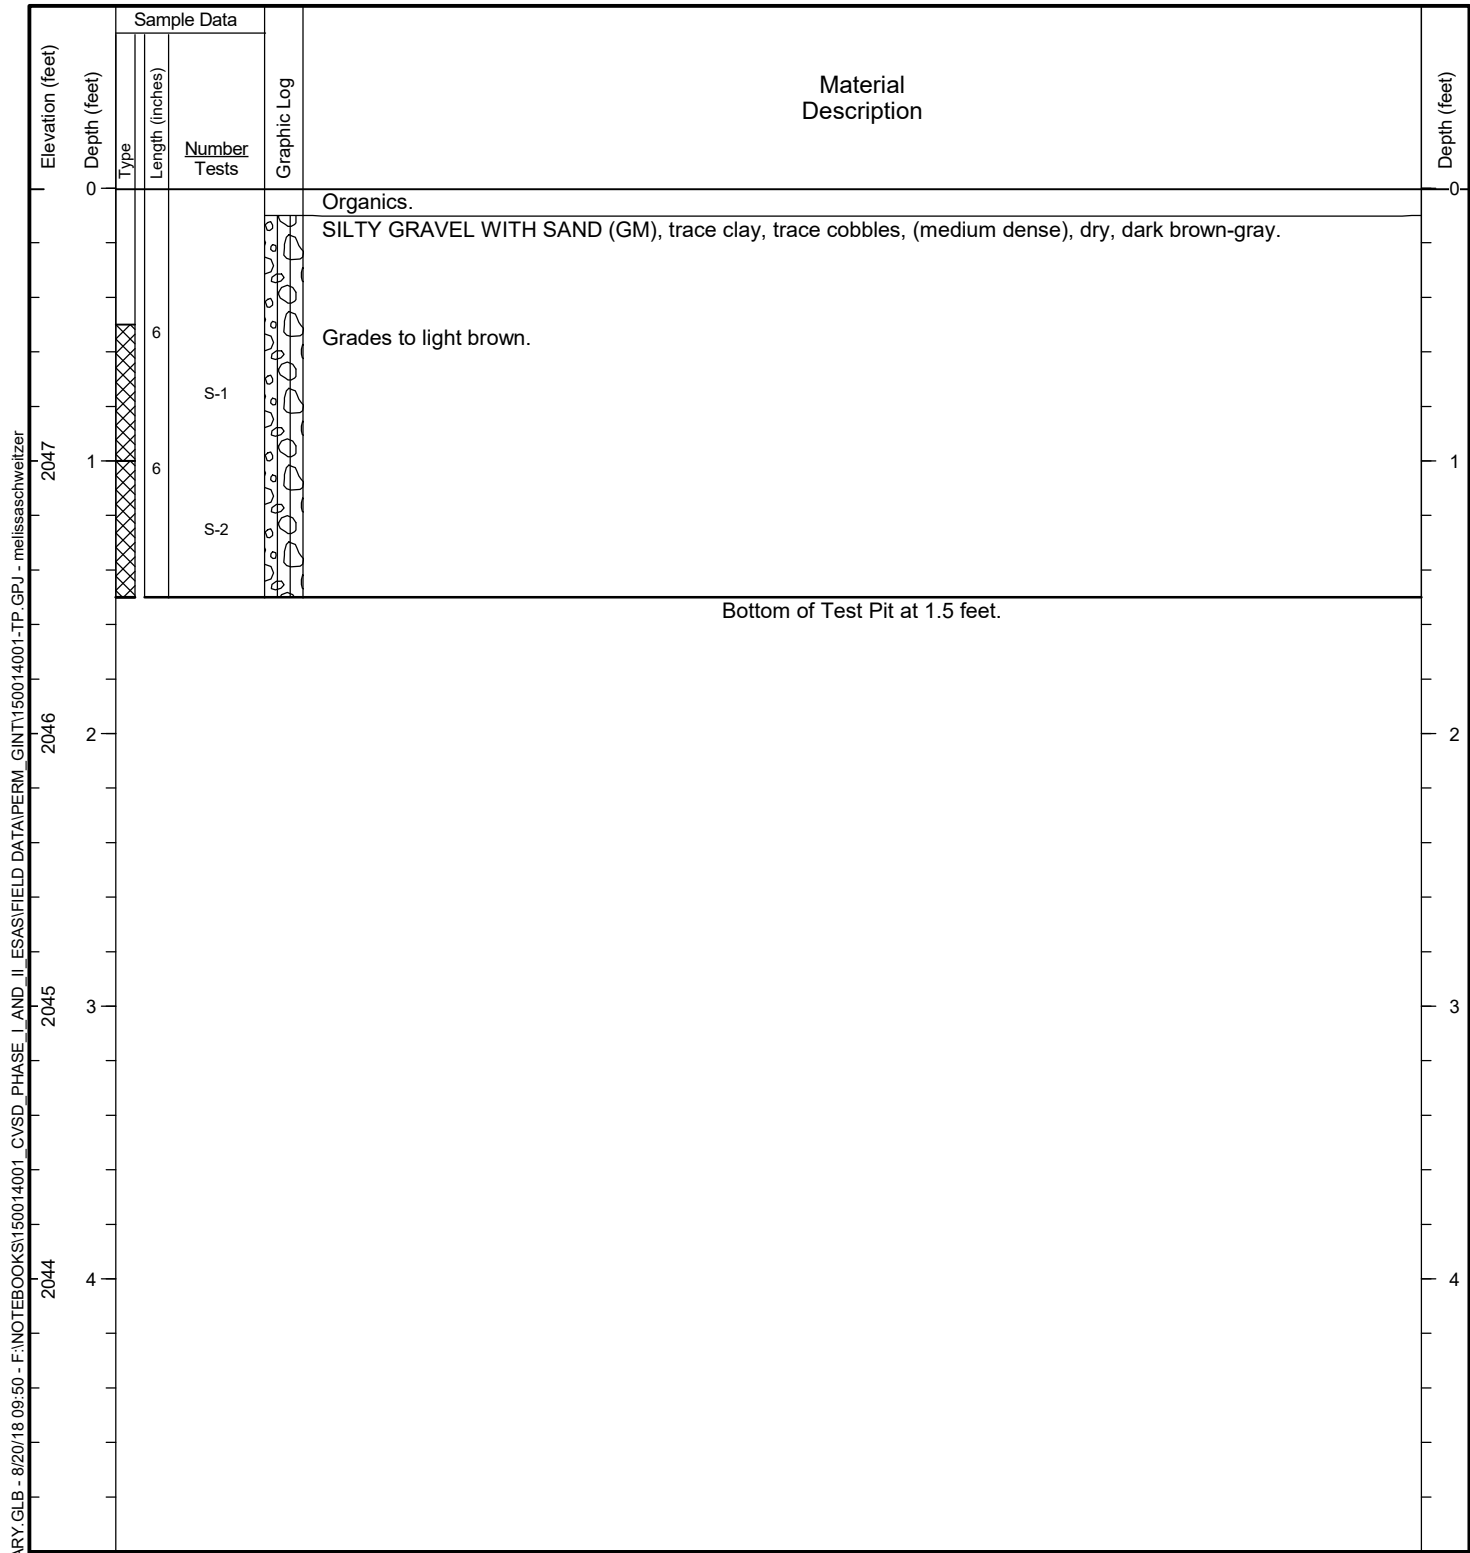 Sample Data
Elevation (feet)
Depth (feet)
Type
Length (inches)
Number
Tests
Graphic Log
Material
Description
Depth (feet)
0
0
Organics.
SILTY GRAVEL WITH SAND (GM), trace clay, trace cobbles, (medium dense), dry, dark brown-gray.
6
Grades to light brown.
S-1
2047
1
6
1
S-2
Bottom of Test Pit at 1.5 feet.
2046
2
2
2045
3
3
2044
4
4
ARY.GLB - 8/20/18 09:50 - F:\NOTEBOOKS\150014001_CVSD_PHASE_I_AND_II_ESAS\FIELD DATA\PERM_GINT\150014001-TP.GPJ - melissaschweitzer